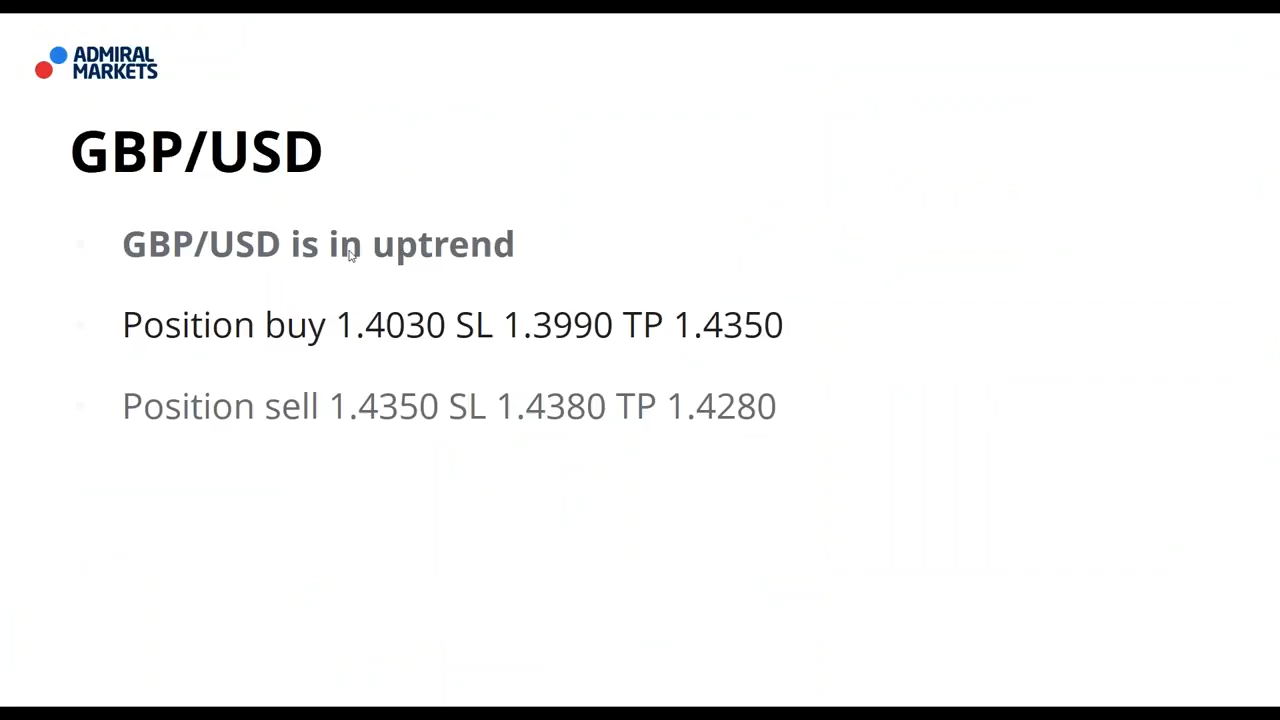 ADMIRAL
MARKETS
GBP/USD
GBP/USD is in uptrend
Position buy 1.4030 SL 1.3990 TP 1.4350
Position sell 1.4350 SL 1.4380 TP 1.4280